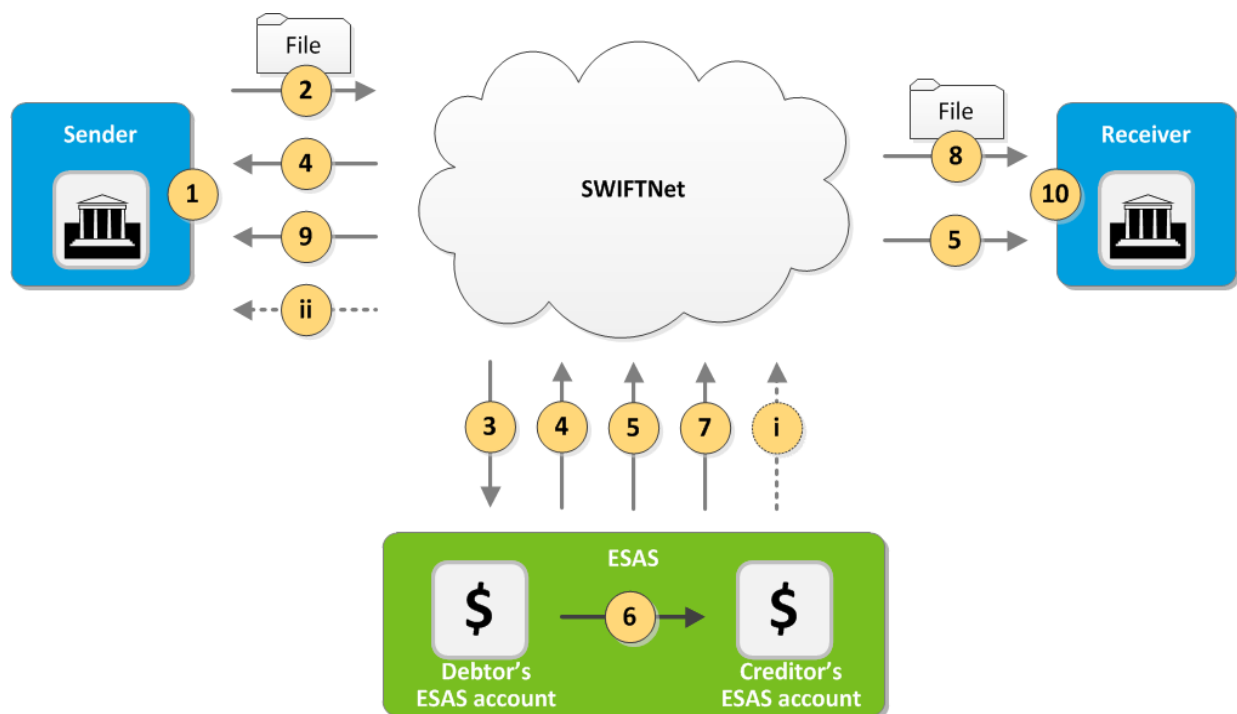 File
2
Sender
1
4
9
ii
SWIFTNet
File
8
5
Receiver
10
3
4
5
7
i
ESAS
$
6
$
Debtor's
ESAS account
Creditor's
ESAS account